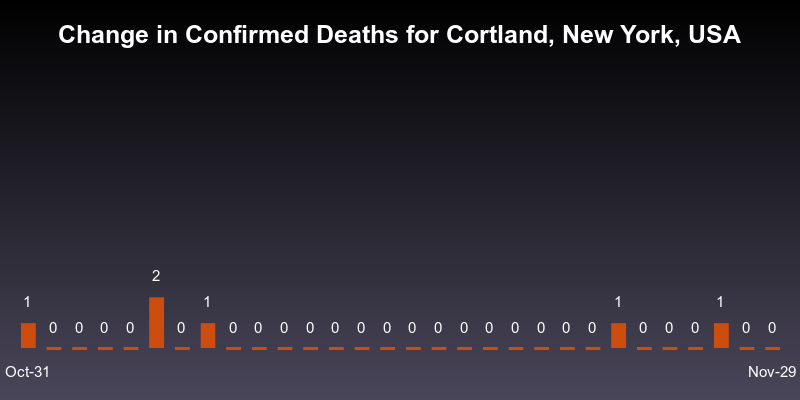 Change in Confirmed Deaths for Cortland, New York, USA
2
1 1 1 1
0 0 0 0 0 0 0 0 0 0 0 0 0 0 0 0 0 0 0 0 0 0 0 0 0
Oct-31 Nov-29